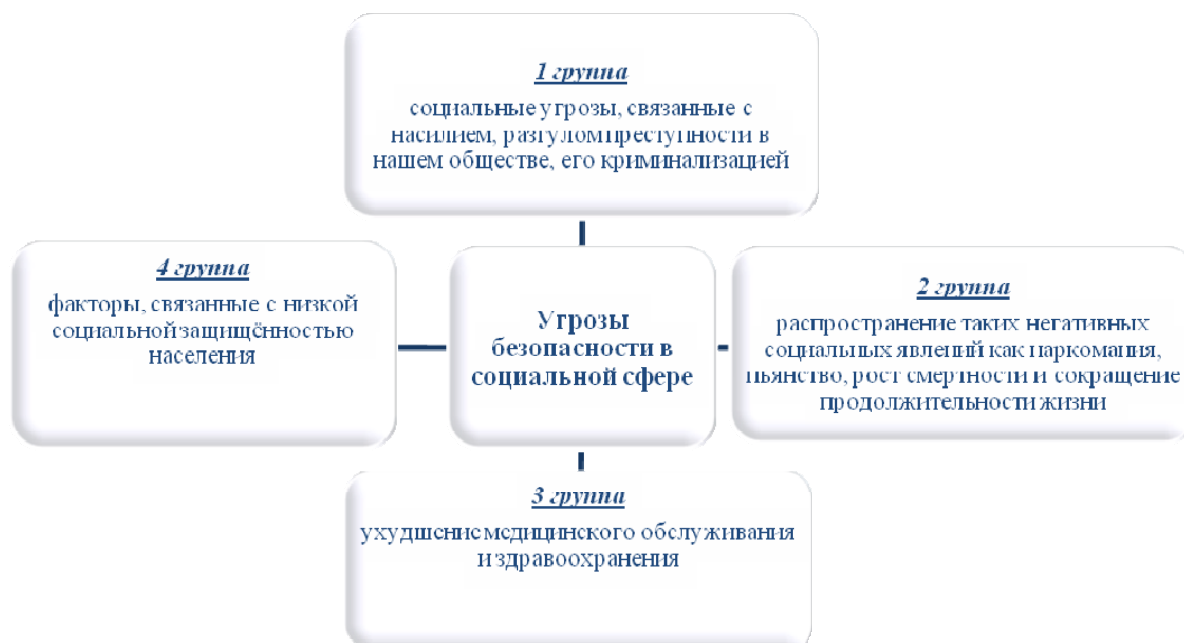 1 группа
социальные угрозы, связанные с
насилием, разгулом преступности в
нашем обществе, его криминализацией
4 группа
факторы, связанные с низкой
социальной защищённостью
населения
Угрозы
безопасности в
социальной сфере
2 группа
распространение таких негативных
социальных явлений как наркомания,
пьянство, рост смертности и сокращение
продолжительности жизни
3 группа
ухудшение медицинского обслуживания
и здравоохранения